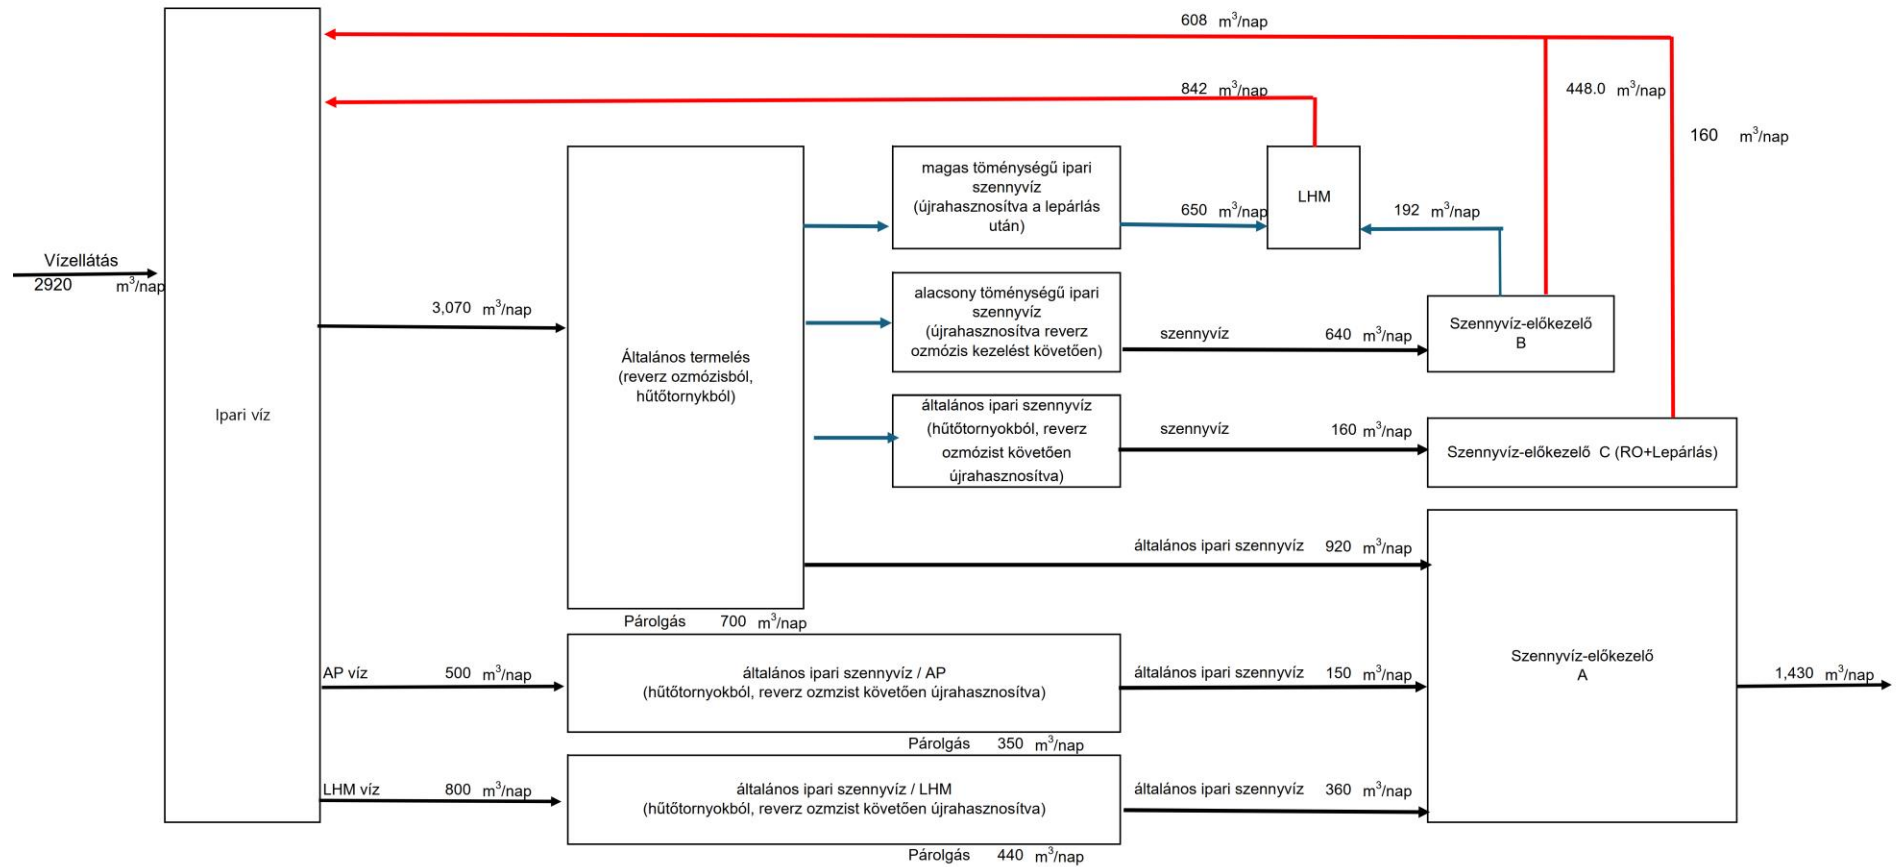 608 m³/nap
842 m³/nap
448.0 m³/nap
160 m³/nap
magas töménységű ipari
szennyvíz
(újrahasznosítva a lepárlás
után)
650 m³/nap
LHM
192 m³/nap
Vízellátás
2920 m³/nap
Ipari víz
3,070 m³/nap
Általános termelés
(reverz ozmózisból,
hűtőtornykból)
Párolgás 700 m³/nap
alacsony töménységű ipari
szennyvíz
(újrahasznosítva reverz
ozmózis kezelést követően)
szennyvíz 640 m³/nap
Szennyvíz-előkezelő
B
általános ipari szennyvíz
(hűtőtornyokból, reverz
ozmózist követően
újrahasznosítva)
szennyvíz 160 m³/nap
Szennyvíz-előkezelő C (RO+Lepárlás)
általános ipari szennyvíz 920 m³/nap
AP víz 500 m³/nap
általános ipari szennyvíz / AP
(hűtőtornyokból, reverz ozmzist követően újrahasznosítva)
Párolgás 350 m³/nap
általános ipari szennyvíz 150 m³/nap
Szennyvíz-előkezelő
A
1,430 m³/nap
LHM víz 800 m³/nap
általános ipari szennyvíz / LHM
(hűtőtornyokból, reverz ozmzist követően újrahasznosítva)
Párolgás 440 m³/nap
általános ipari szennyvíz 360 m³/nap